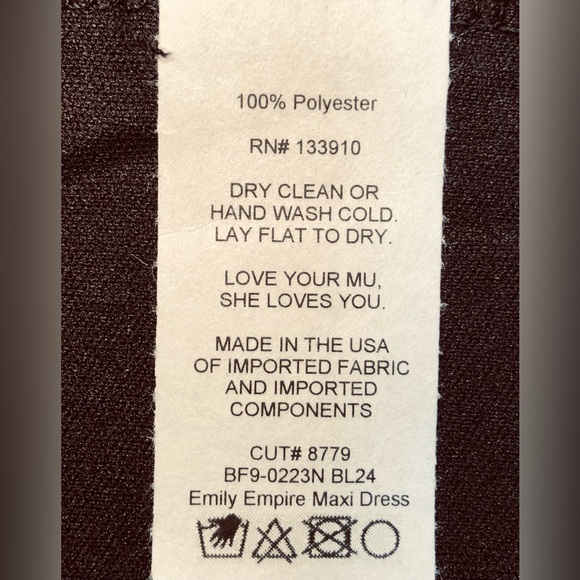 100% Polyester
RN# 133910
DRY CLEAN OR
HAND WASH COLD.
LAY FLAT TO DRY.
LOVE YOUR MU,
SHE LOVES YOU.
MADE IN THE USA
OF IMPORTED FABRIC
AND IMPORTED
COMPONENTS
CUT# 8779
BF9-0223N BL24
Emily Empire Maxi Dress